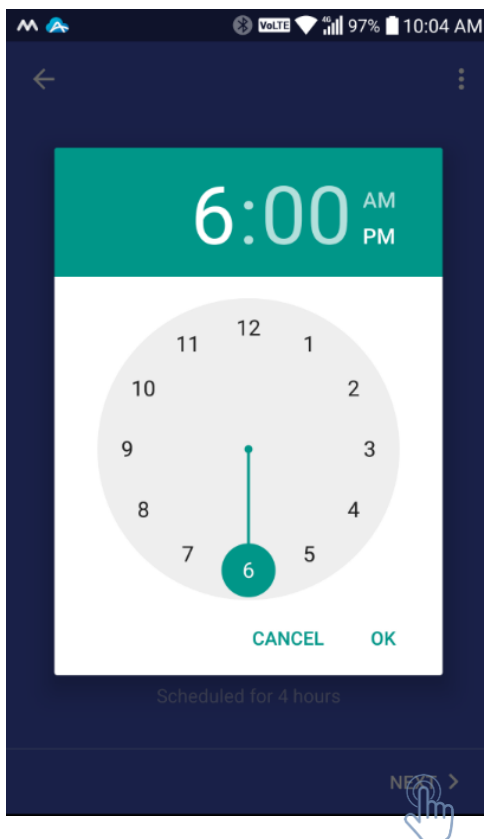 VoLTE 4G 97% 10:04 AM
6:00 AM
PM
12
11 1
10 2
9 3
8 4
7 5
6
CANCEL OK
Scheduled for 4 hours
NEXT